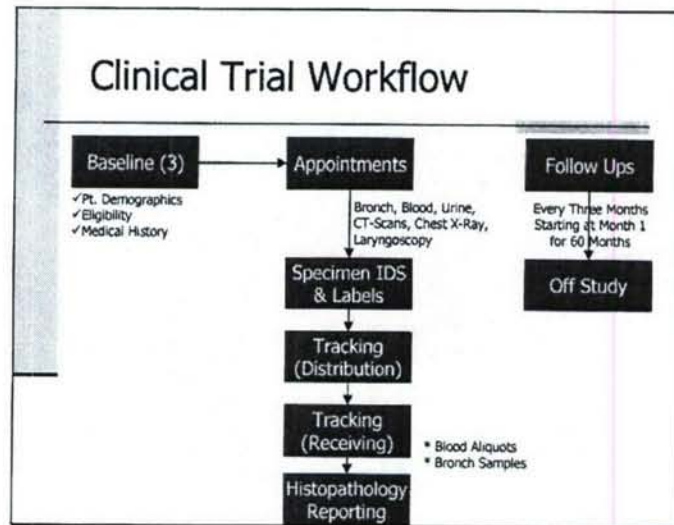 Clinical Trial Workflow
Baseline (3)
✓Pt. Demographics
✓Eligibility
✓Medical History
Appointments
Bronch, Blood, Urine,
CT-Scans, Chest X-Ray,
Laryngoscopy
Specimen IDS
& Labels
Tracking
(Distribution)
Tracking
(Receiving)
* Blood Aliquots
* Bronch Samples
Histopathology
Reporting
Follow Ups
Every Three Months
Starting at Month 1
for 60 Months
Off Study